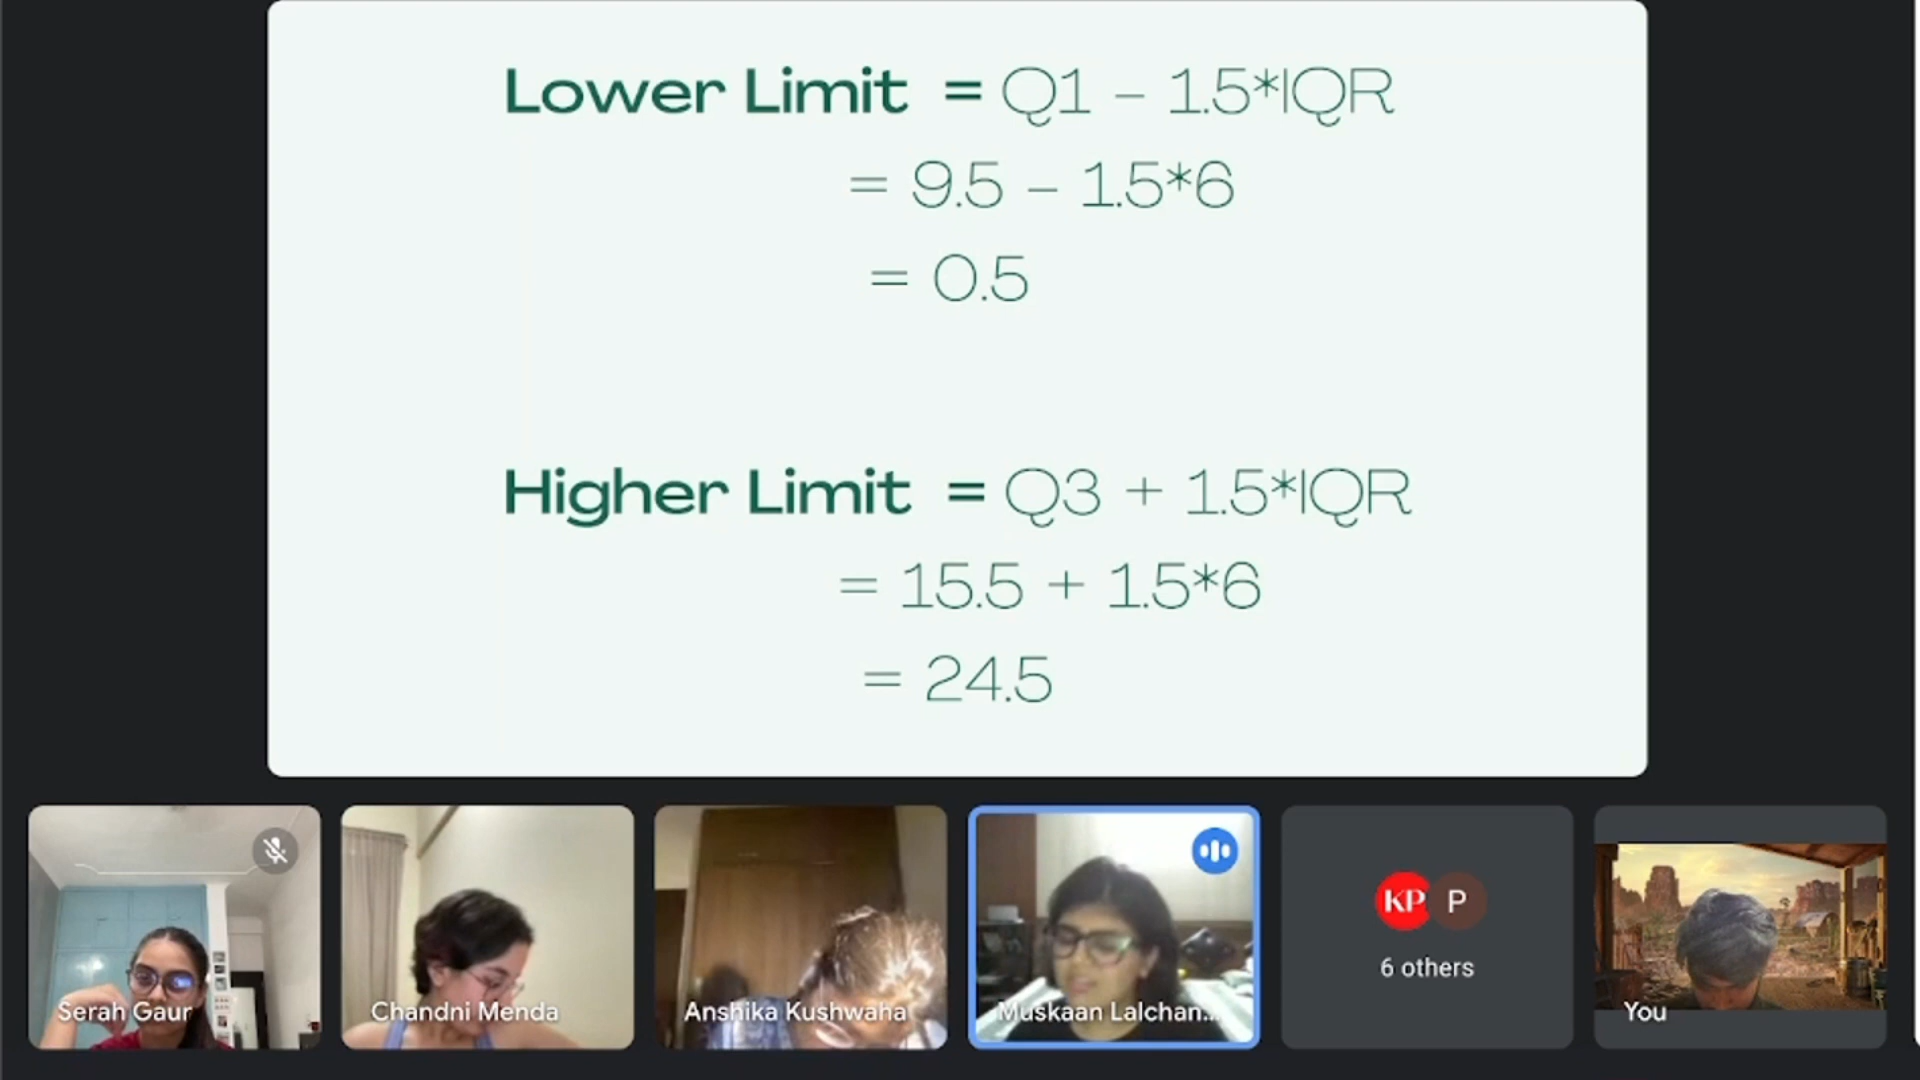 Lower Limit = Q1 – 1.5*IQR
= 9.5 – 1.5*6
= 0.5
Higher Limit = Q3 + 1.5*IQR
= 15.5 + 1.5*6
= 24.5
Serah Gaur
Chandni Menda
Anshika Kushwaha
Muskaan Lalchan...
KP P
6 others
You